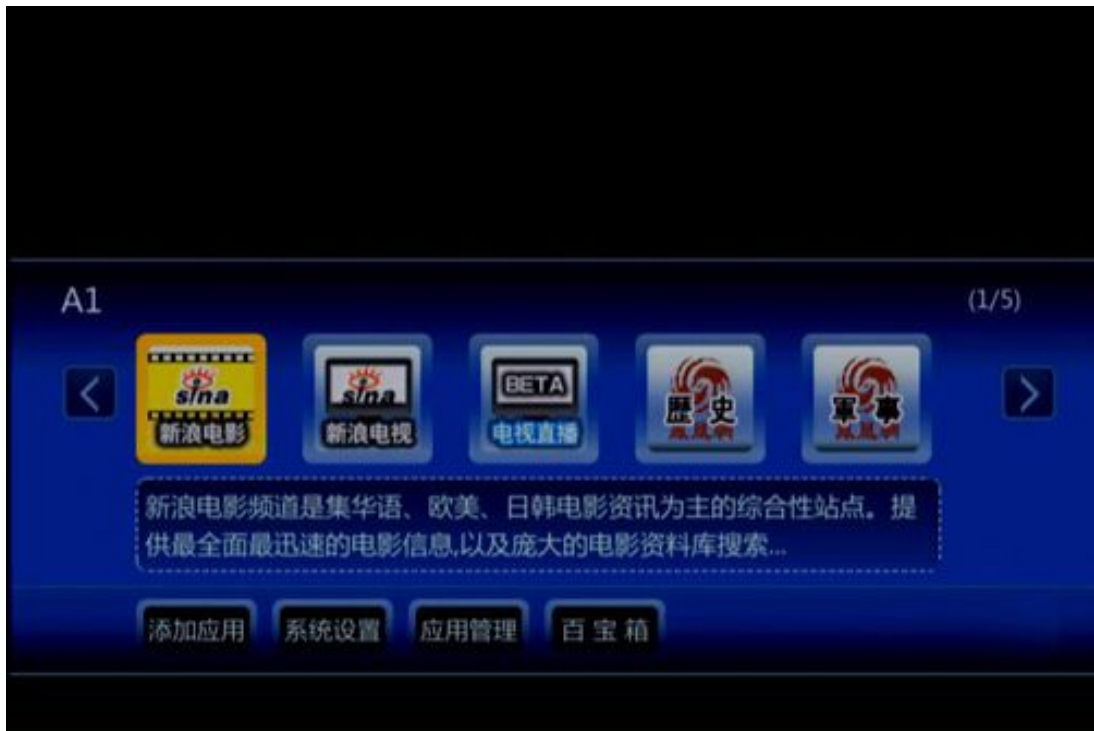 A1
(1/5)
sina
新浪电影
sina
新浪电视
BETA
电视直播
歷史
軍事
新浪电影频道是集华语、欧美、日韩电影资讯为主的综合性站点。提
供最全面最迅速的电影信息,以及庞大的电影资料库搜索...
添加应用
系统设置
应用管理
百宝箱